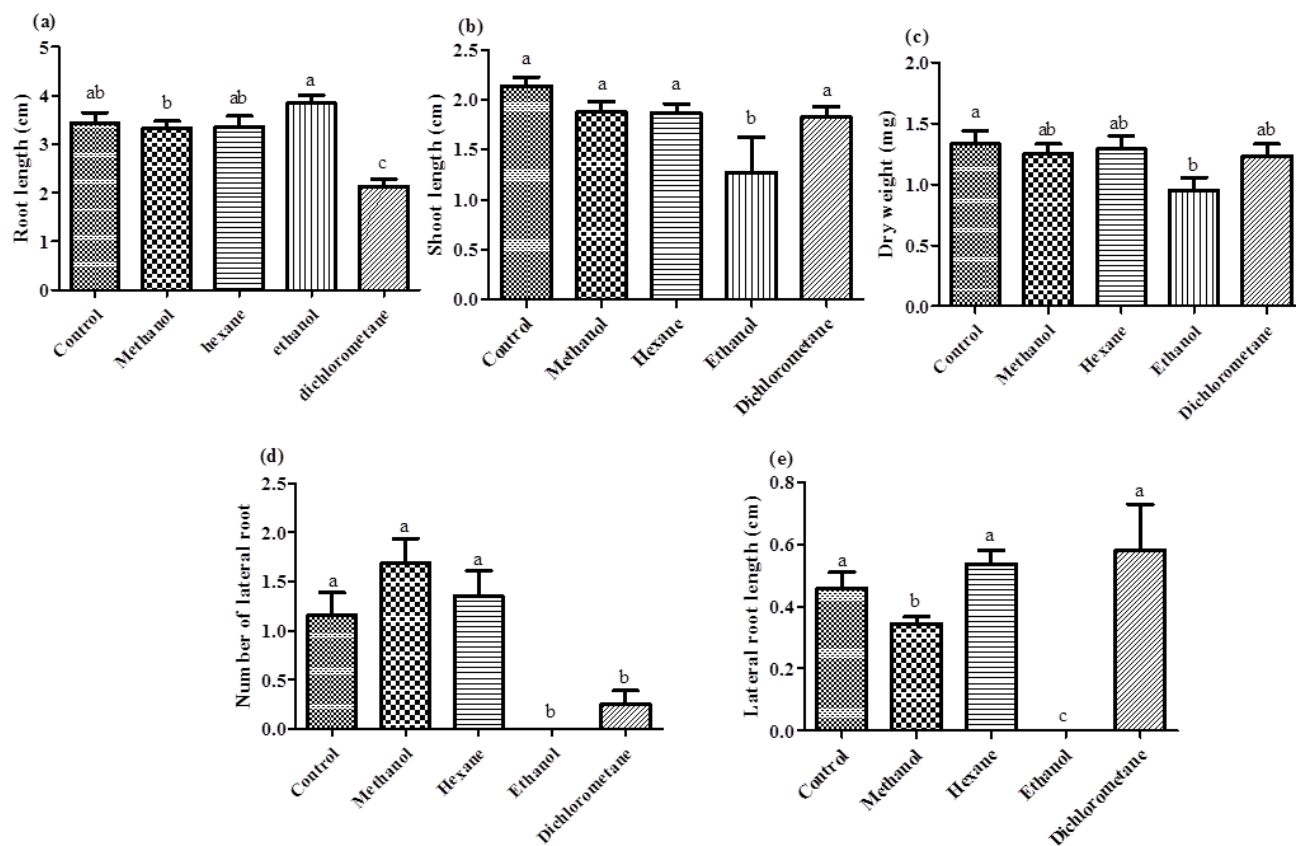 (a)
Root length (cm)
5
4
3
2
1
0
ab
b
ab
a
c
Control
Methanol
hexane
ethanol
dichlorometane
(b)
Shoot length (cm)
2.5
2.0
1.5
1.0
0.5
0.0
a
a
a
b
a
Control
Methanol
Hexane
Ethanol
Dichlorometane
(c)
Dry weight (mg)
2.0
1.5
1.0
0.5
0.0
a
ab
ab
b
ab
Control
Methanol
Hexane
Ethanol
Dichlorometane
(d)
Number of lateral root
2.5
2.0
1.5
1.0
0.5
0.0
a
a
a
b
b
Control
Methanol
Hexane
Ethanol
Dichlorometane
(e)
Lateral root length (cm)
0.8
0.6
0.4
0.2
0.0
a
b
a
c
a
Control
Methanol
Hexane
Ethanol
Dichlorometane